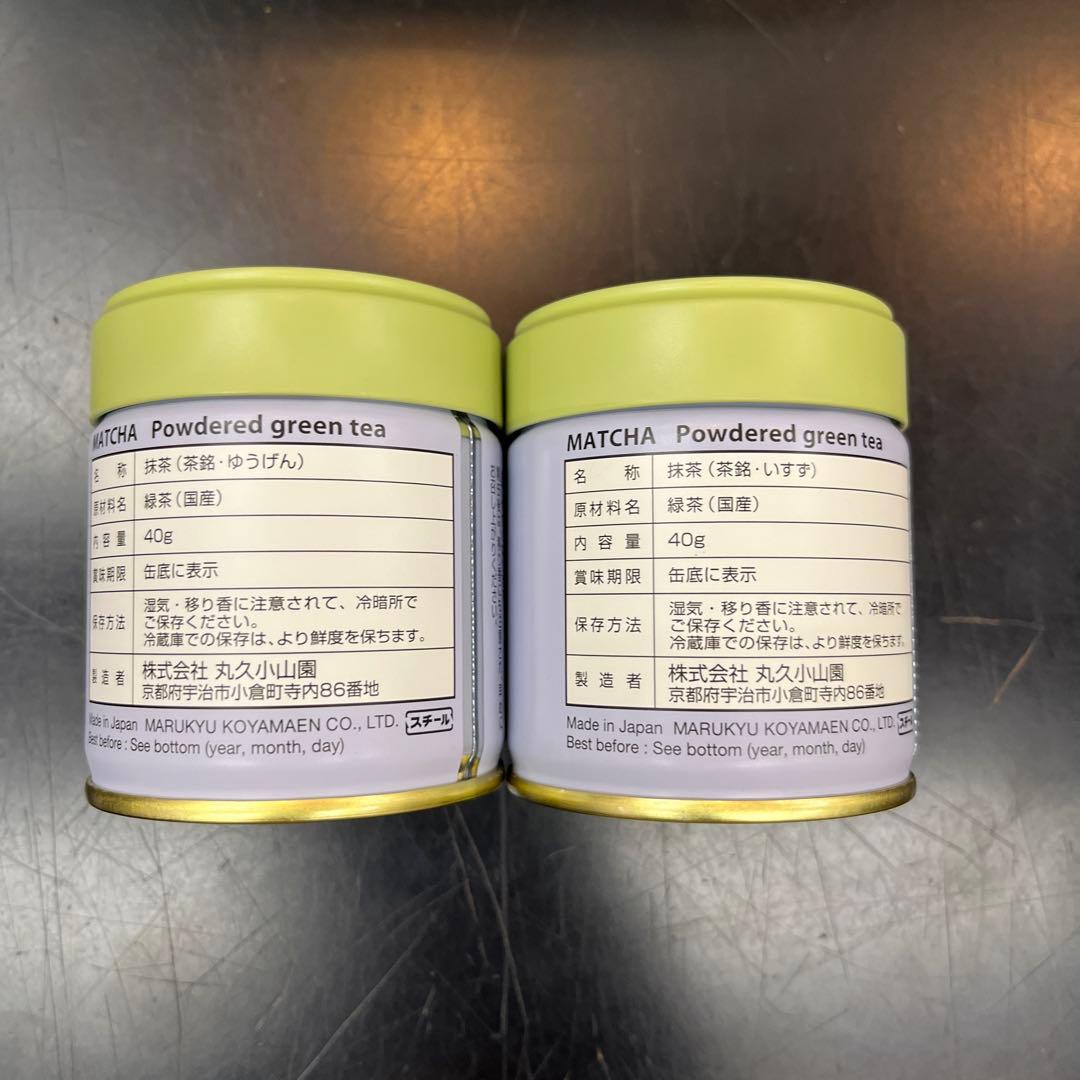 MATCHA Powdered green tea
名称 抹茶（茶銘・ゆうげん）
原材料名 緑茶（国産）
内容量 40g
賞味期限 缶底に表示
保存方法 湿気・移り香に注意されて、冷暗所で
ご保存ください。
冷蔵庫での保存は、より鮮度を保ちます。
製造者 株式会社 丸久小山園
京都府宇治市小倉町寺内86番地
Made in Japan MARUKYU KOYAMAEN CO., LTD. スチール
Best before : See bottom (year, month, day)
MATCHA Powdered green tea
名称 抹茶（茶銘・いすず）
原材料名 緑茶（国産）
内容量 40g
賞味期限 缶底に表示
保存方法 湿気・移り香に注意されて、冷暗所で
ご保存ください。
冷蔵庫での保存は、より鮮度を保ちます。
製造者 株式会社 丸久小山園
京都府宇治市小倉町寺内86番地
Made in Japan MARUKYU KOYAMAEN CO., LTD. スチール
Best before : See bottom (year, month, day)